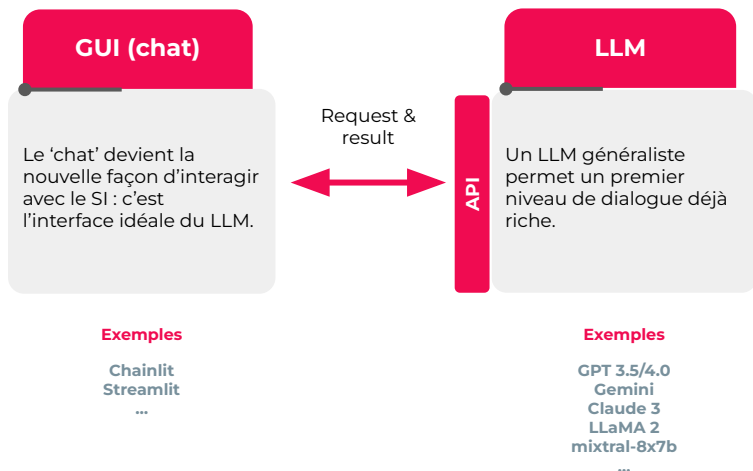 GUI (chat)
Le ‘chat’ devient la
nouvelle façon d’interagir
avec le SI : c’est
l’interface idéale du LLM.
Request &
result
API
LLM
Un LLM généraliste
permet un premier
niveau de dialogue déjà
riche.
Exemples
Chainlit
Streamlit
...
Exemples
GPT 3.5/4.0
Gemini
Claude 3
LLaMA 2
mixtral-8x7b
...